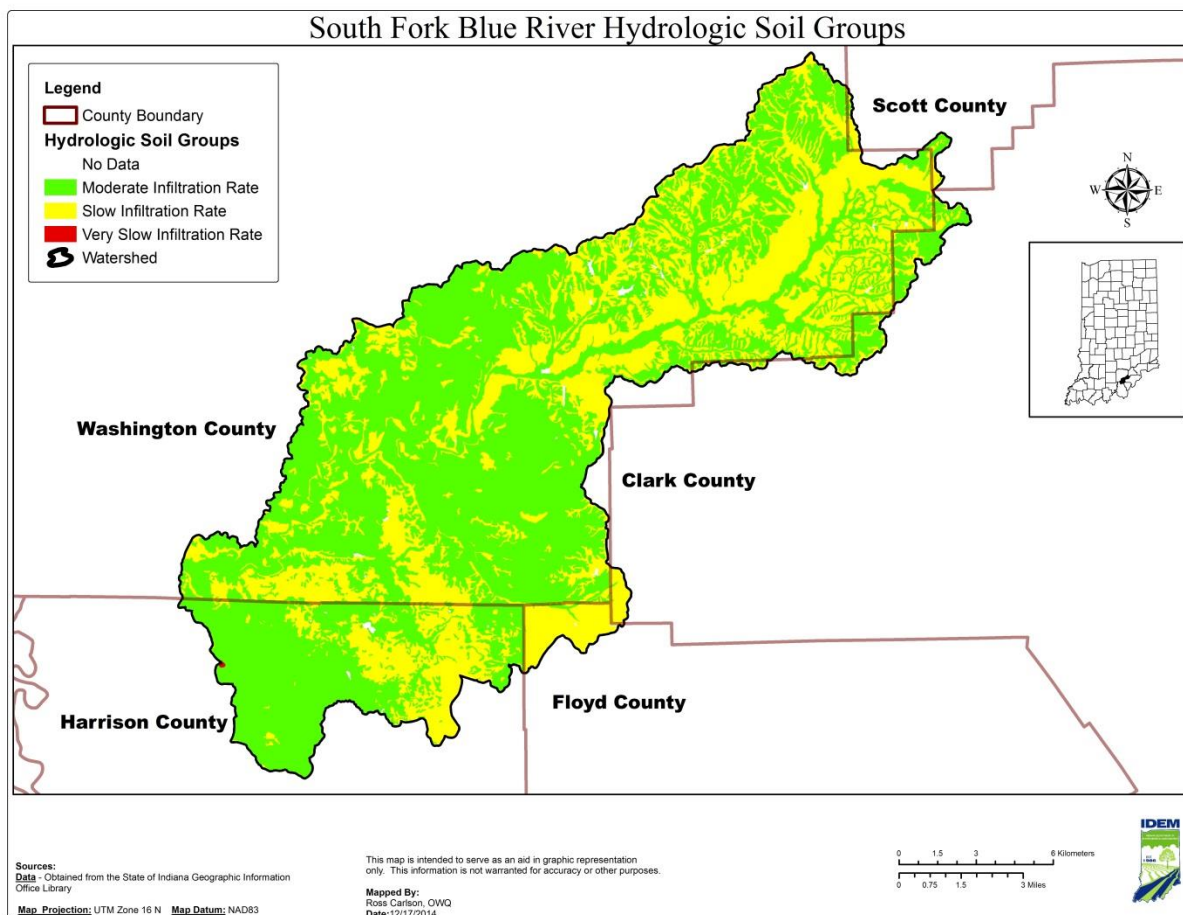 South Fork Blue River Hydrologic Soil Groups
Legend
County Boundary
Hydrologic Soil Groups
No Data
Moderate Infiltration Rate
Slow Infiltration Rate
Very Slow Infiltration Rate
Watershed
Scott County
N
W E
S
Washington County
Clark County
Harrison County
Floyd County
Sources:
Data - Obtained from the State of Indiana Geographic Information
Office Library
Map Projection: UTM Zone 16 N Map Datum: NAD83
This map is intended to serve as an aid in graphic representation
only. This information is not warranted for accuracy or other purposes.
Mapped By:
Ross Carlson, OWQ
Date:12/17/2014
0 1.5 3 6 Kilometers
0 0.75 1.5 3 Miles
IDEM